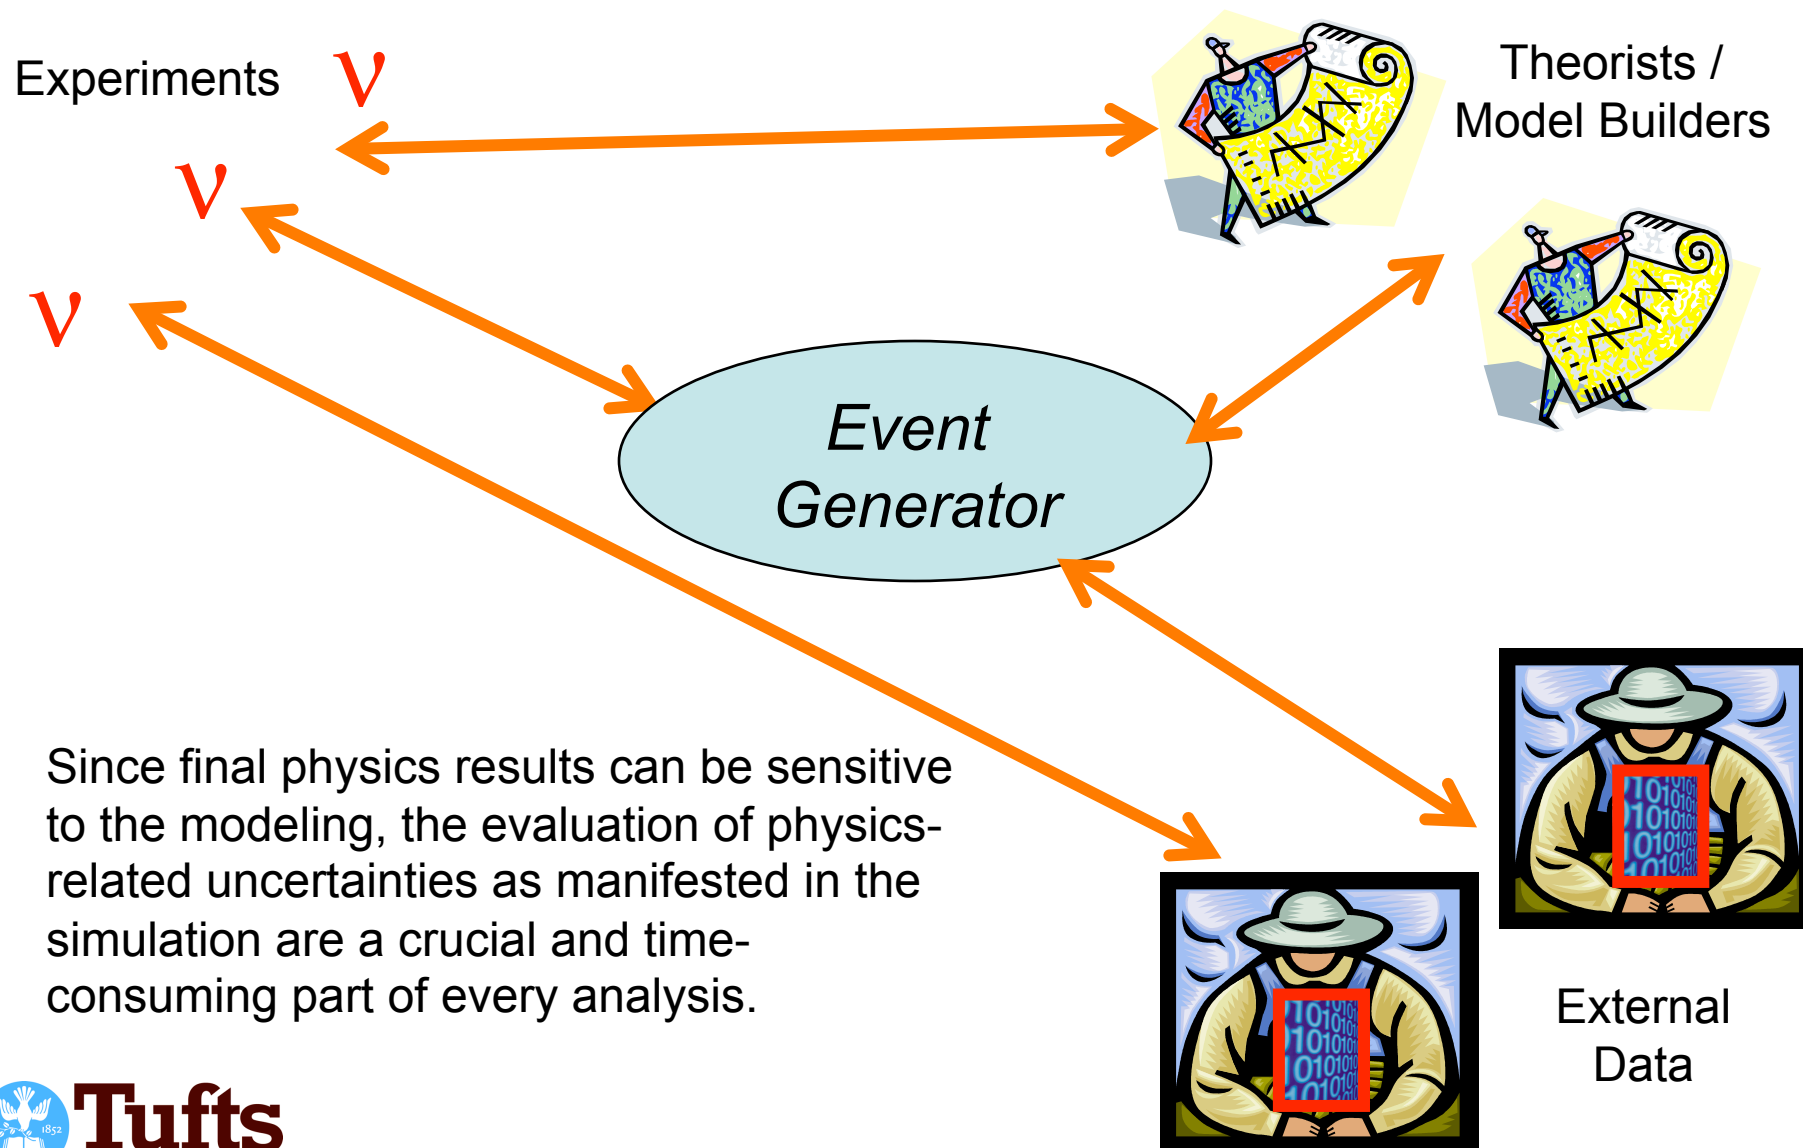 Experiments ν
ν
ν
Theorists /
Model Builders
Event
Generator
Since final physics results can be sensitive
to the modeling, the evaluation of physics-
related uncertainties as manifested in the
simulation are a crucial and time-
consuming part of every analysis.
External
Data
1852
Tufts